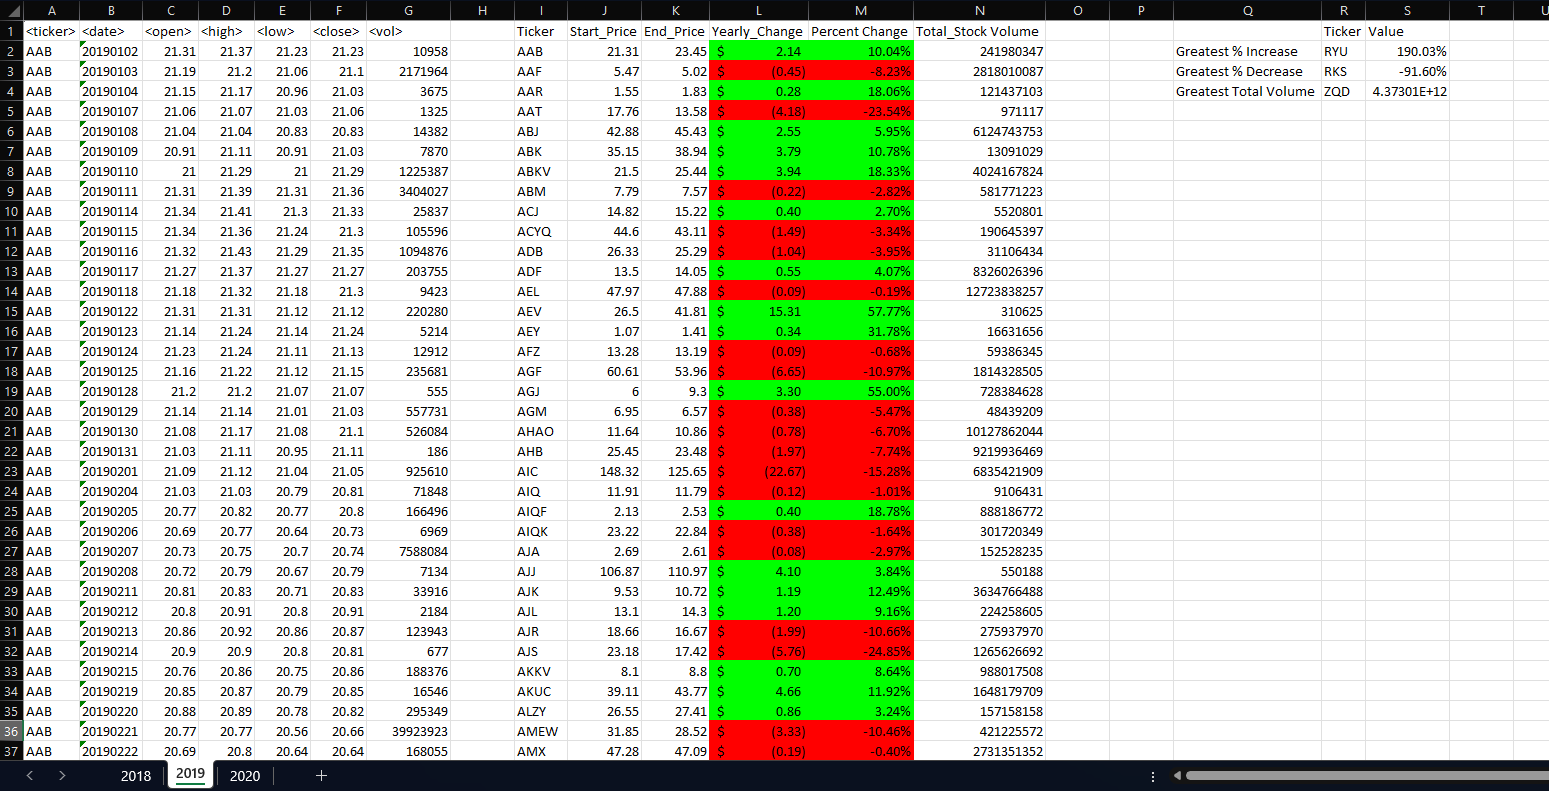 A B C D E F G H I J K L M N O P Q R S T U
1 <ticker> <date> <open> <high> <low> <close> <vol> Ticker Start_Price End_Price Yearly_Change Percent Change Total_Stock Volume Ticker Value
2 AAB 20190102 21.31 21.37 21.23 21.23 10958 AAB 21.31 23.45 $ 2.14 10.04% 241980347 Greatest % Increase RYU 190.03%
3 AAB 20190103 21.19 21.2 21.06 21.1 2171964 AAF 5.47 5.02 $ (0.45) -8.23% 2818010087 Greatest % Decrease RKS -91.60%
4 AAB 20190104 21.15 21.17 20.96 21.03 3675 AAR 1.55 1.83 $ 0.28 18.06% 121437103 Greatest Total Volume ZQD 4.37301E+12
5 AAB 20190107 21.06 21.07 21.03 21.06 1325 AAT 17.76 13.58 $ (4.18) -23.54% 971117
6 AAB 20190108 21.04 21.04 20.83 20.83 14382 ABJ 42.88 45.43 $ 2.55 5.95% 6124743753
7 AAB 20190109 20.91 21.11 20.91 21.03 7870 ABK 35.15 38.94 $ 3.79 10.78% 13091029
8 AAB 20190110 21 21.29 21 21.29 1225387 ABKV 21.5 25.44 $ 3.94 18.33% 4024167824
9 AAB 20190111 21.31 21.39 21.31 21.36 3404027 ABM 7.79 7.57 $ (0.22) -2.82% 581771223
10 AAB 20190114 21.34 21.41 21.3 21.33 25837 ACJ 14.82 15.22 $ 0.40 2.70% 5520801
11 AAB 20190115 21.34 21.36 21.24 21.3 105596 ACYQ 44.6 43.11 $ (1.49) -3.34% 190645397
12 AAB 20190116 21.32 21.43 21.29 21.35 1094876 ADB 26.33 25.29 $ (1.04) -3.95% 31106434
13 AAB 20190117 21.27 21.37 21.27 21.27 203755 ADF 13.5 14.05 $ 0.55 4.07% 8326026396
14 AAB 20190118 21.18 21.32 21.18 21.3 9423 AEL 47.97 47.88 $ (0.09) -0.19% 12723838257
15 AAB 20190122 21.31 21.31 21.12 21.12 220280 AEV 26.5 41.81 $ 15.31 57.77% 310625
16 AAB 20190123 21.14 21.24 21.14 21.24 5214 AEY 1.07 1.41 $ 0.34 31.78% 16631656
17 AAB 20190124 21.23 21.24 21.11 21.13 12912 AFZ 13.28 13.19 $ (0.09) -0.68% 59386345
18 AAB 20190125 21.16 21.22 21.12 21.15 235681 AGF 60.61 53.96 $ (6.65) -10.97% 1814328505
19 AAB 20190128 21.2 21.2 21.07 21.07 555 AGJ 6 9.3 $ 3.30 55.00% 728384628
20 AAB 20190129 21.14 21.14 21.01 21.03 557731 AGM 6.95 6.57 $ (0.38) -5.47% 48439209
21 AAB 20190130 21.08 21.17 21.08 21.1 526084 AHAO 11.64 10.86 $ (0.78) -6.70% 10127862044
22 AAB 20190131 21.03 21.11 20.95 21.11 186 AHB 25.45 23.48 $ (1.97) -7.74% 9219936469
23 AAB 20190201 21.09 21.12 21.04 21.05 925610 AIC 148.32 125.65 $ (22.67) -15.28% 6835421909
24 AAB 20190204 21.03 21.03 20.79 20.81 71848 AIQ 11.91 11.79 $ (0.12) -1.01% 9106431
25 AAB 20190205 20.77 20.82 20.77 20.8 166496 AIQF 2.13 2.53 $ 0.40 18.78% 888186772
26 AAB 20190206 20.69 20.77 20.64 20.73 6969 AIQK 23.22 22.84 $ (0.38) -1.64% 301720349
27 AAB 20190207 20.73 20.75 20.7 20.74 7588084 AJA 2.69 2.61 $ (0.08) -2.97% 152528235
28 AAB 20190208 20.72 20.79 20.67 20.79 7134 AJJ 106.87 110.97 $ 4.10 3.84% 550188
29 AAB 20190211 20.81 20.83 20.71 20.83 33916 AJK 9.53 10.72 $ 1.19 12.49% 3634766488
30 AAB 20190212 20.8 20.91 20.8 20.91 2184 AJL 13.1 14.3 $ 1.20 9.16% 224258605
31 AAB 20190213 20.86 20.92 20.86 20.87 123943 AJR 18.66 16.67 $ (1.99) -10.66% 275937970
32 AAB 20190214 20.9 20.9 20.8 20.81 677 AJS 23.18 17.42 $ (5.76) -24.85% 1265626692
33 AAB 20190215 20.76 20.86 20.75 20.86 188376 AKKV 8.1 8.8 $ 0.70 8.64% 988017508
34 AAB 20190219 20.85 20.87 20.79 20.85 16546 AKUC 39.11 43.77 $ 4.66 11.92% 1648179709
35 AAB 20190220 20.88 20.89 20.78 20.82 295349 ALZY 26.55 27.41 $ 0.86 3.24% 157158158
36 AAB 20190221 20.77 20.77 20.56 20.66 39923923 AMEW 31.85 28.52 $ (3.33) -10.46% 421225572
37 AAB 20190222 20.69 20.8 20.64 20.64 168055 AMX 47.28 47.09 $ (0.19) -0.40% 2731351352
2018 2019 2020 +